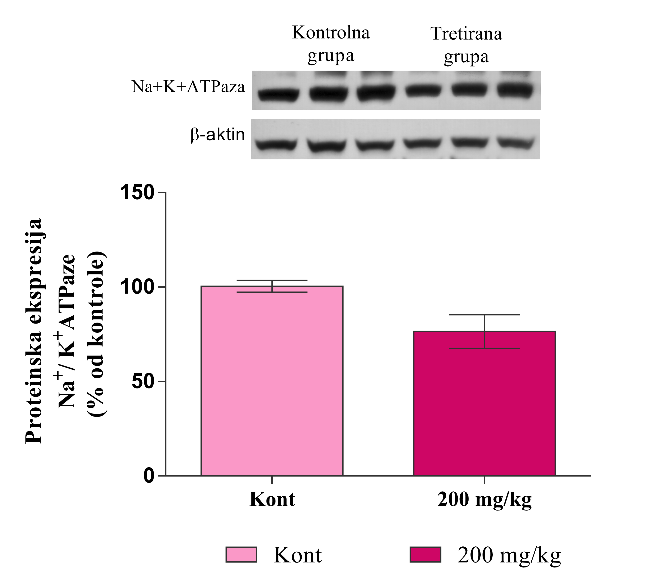 Kontrolna
grupa
Tretirana
grupa
Na+K+ATPaza
β-aktin
Proteinska ekspresija
Na+/ K+ATPaze
(% od kontrole)
150
100
50
0
Kont
200 mg/kg
Kont
200 mg/kg